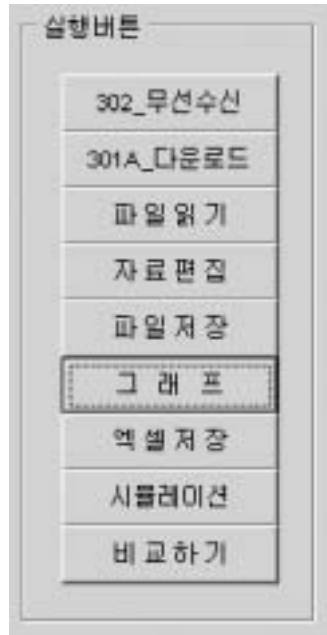 실행버튼
302_무선수신
301A_다운로드
파일읽기
자료편집
파일저장
그래프
엑셀저장
시뮬레이션
비교하기